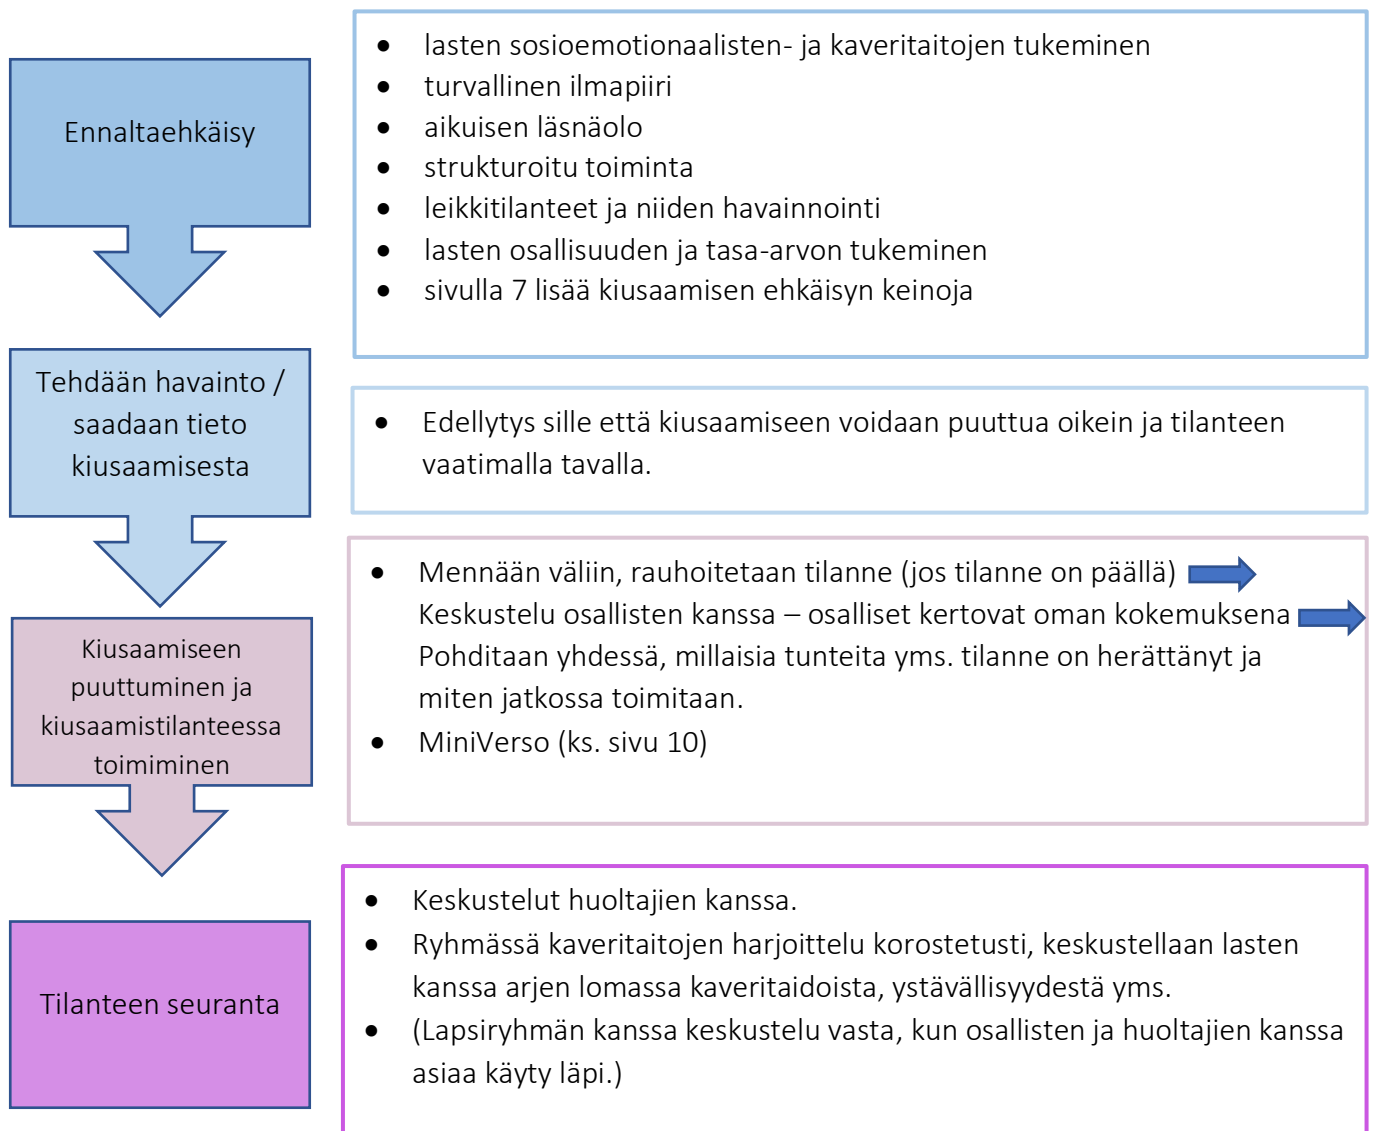 Ennaltaehkäisy
• lasten sosioemotionaalisten- ja kaveritaitojen tukeminen
• turvallinen ilmapiiri
• aikuisen läsnäolo
• strukturoitu toiminta
• leikkitilanteet ja niiden havainnointi
• lasten osallisuuden ja tasa-arvon tukeminen
• sivulla 7 lisää kiusaamisen ehkäisyn keinoja
Tehdään havainto /
saadaan tieto
kiusaamisesta
• Edellytys sille että kiusaamiseen voidaan puuttua oikein ja tilanteen
vaatimalla tavalla.
Kiusaamiseen
puuttuminen ja
kiusaamistilanteessa
toimiminen
• Mennään väliin, rauhoitetaan tilanne (jos tilanne on päällä)
Keskustelu osallisten kanssa – osalliset kertovat oman kokemuksena
Pohditaan yhdessä, millaisia tunteita yms. tilanne on herättänyt ja
miten jatkossa toimitaan.
• MiniVerso (ks. sivu 10)
Tilanteen seuranta
• Keskustelut huoltajien kanssa.
• Ryhmässä kaveritaitojen harjoittelu korostetusti, keskustellaan lasten
kanssa arjen lomassa kaveritaidoista, ystävällisyydestä yms.
• (Lapsiryhmän kanssa keskustelu vasta, kun osallisten ja huoltajien kanssa
asiaa käyty läpi.)